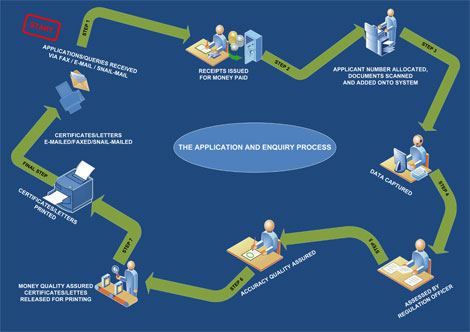 START
STEP 1
APPLICATIONS/QUERIES RECEIVED
VIA FAX / E-MAIL / SNAIL-MAIL
RECEIPTS ISSUED
FOR MONEY PAID
STEP 2
APPLICANT NUMBER ALLOCATED,
DOCUMENTS SCANNED
AND ADDED ONTO SYSTEM
STEP 3
DATA CAPTURED
STEP 4
ASSESSED BY
REGULATION OFFICER
STEP 5
ACCURACY QUALITY ASSURED
STEP 6
MONEY QUALITY ASSURED
CERTIFICATES/LETTES
RELEASED FOR PRINTING
STEP 7
CERTIFICATES/LETTERS
PRINTED
FINAL STEP
CERTIFICATES/LETTERS
E-MAILED/FAXED/SNAIL-MAILED
THE APPLICATION AND ENQUIRY PROCESS